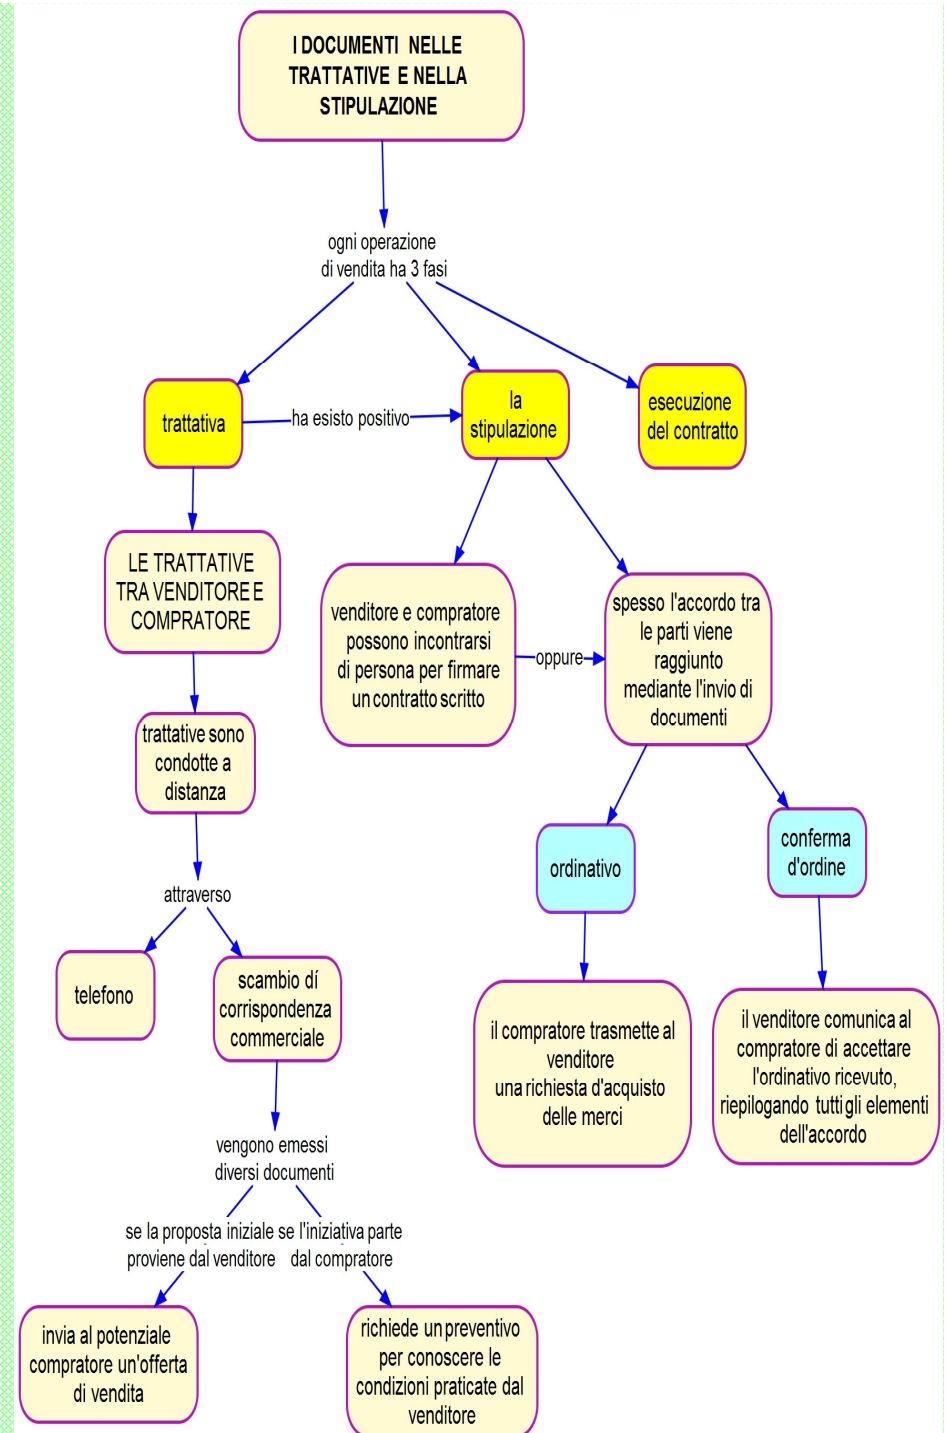 I DOCUMENTI NELLE
TRATTATIVE E NELLA
STIPULAZIONE
ogni operazione
di vendita ha 3 fasi
trattativa
ha esisto positivo
la
stipulazione
esecuzione
del contratto
LE TRATTATIVE
TRA VENDITORE E
COMPRATORE
venditore e compratore
possono incontrarsi
di persona per firmare
un contratto scritto
oppure
spesso l'accordo tra
le parti viene
raggiunto
mediante l'invio di
documenti
trattative sono
condotte a
distanza
attraverso
telefono
scambio dí
corrispondenza
commerciale
ordinativo
conferma
d'ordine
il compratore trasmette al
venditore
una richiesta d'acquisto
delle merci
il venditore comunica al
compratore di accettare
l'ordinativo ricevuto,
riepilogando tutti gli elementi
dell'accordo
vengono emessi
diversi documenti
se la proposta iniziale
proviene dal venditore
se l'iniziativa parte
dal compratore
invia al potenziale
compratore un'offerta
di vendita
richiede un preventivo
per conoscere le
condizioni praticate dal
venditore